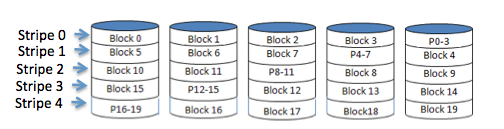 Stripe 0 Block 0 Block 1 Block 2 Block 3 P0-3
Stripe 1 Block 5 Block 6 Block 7 P4-7 Block 4
Stripe 2 Block 10 Block 11 P8-11 Block 8 Block 9
Stripe 3 Block 15 P12-15 Block 12 Block 13 Block 14
Stripe 4 P16-19 Block 16 Block 17 Block18 Block 19